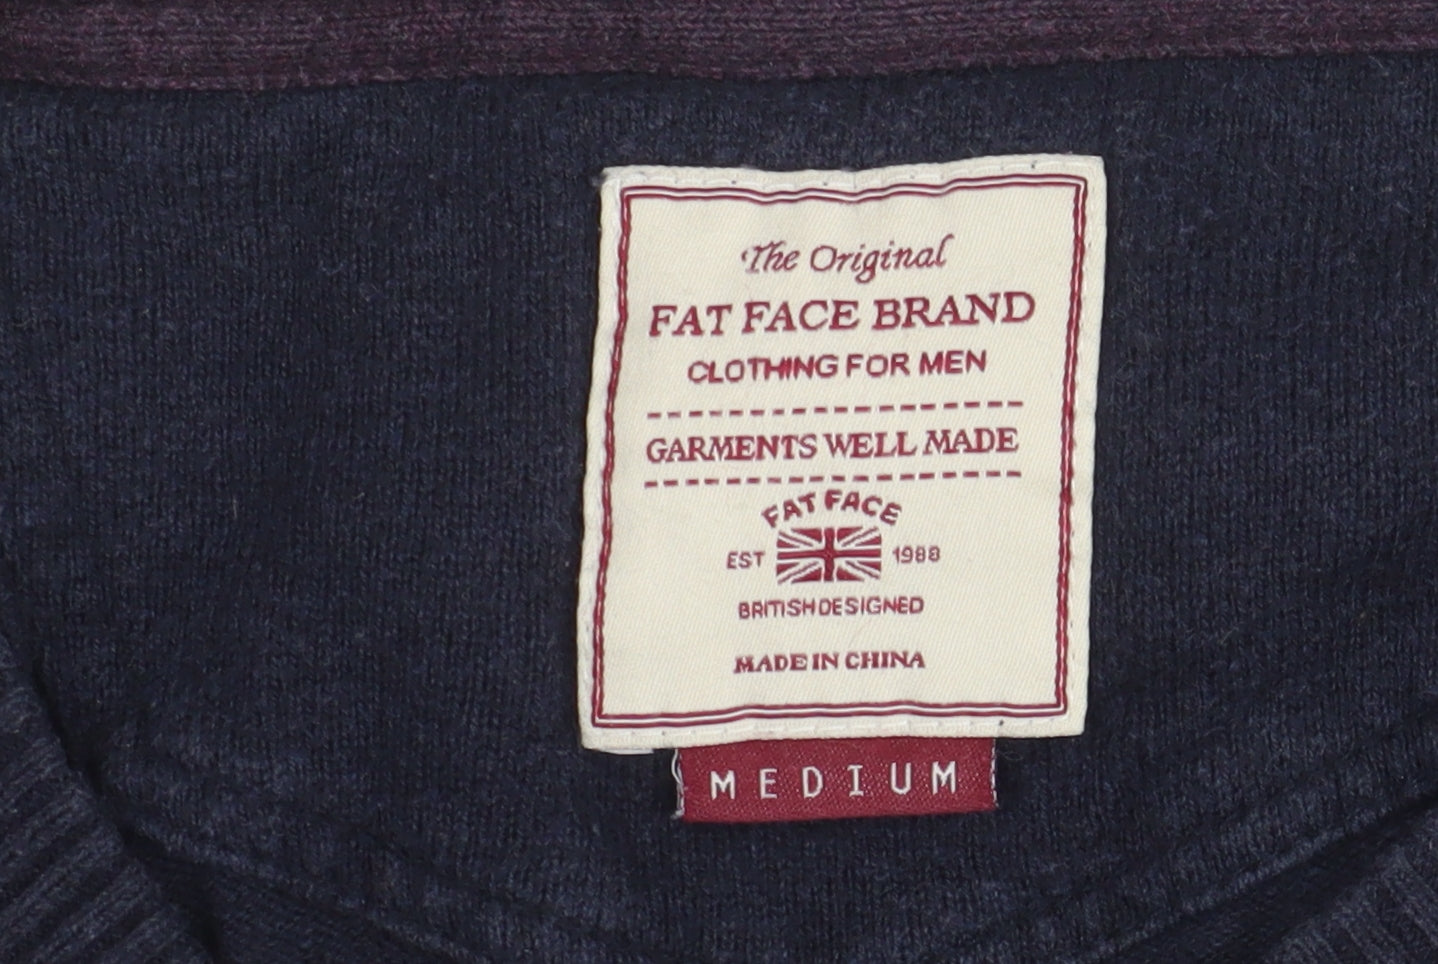 The Original
FAT FACE BRAND
CLOTHING FOR MEN
GARMENTS WELL MADE
FAT FACE
EST 1988
BRITISH DESIGNED
MADE IN CHINA
MEDIUM